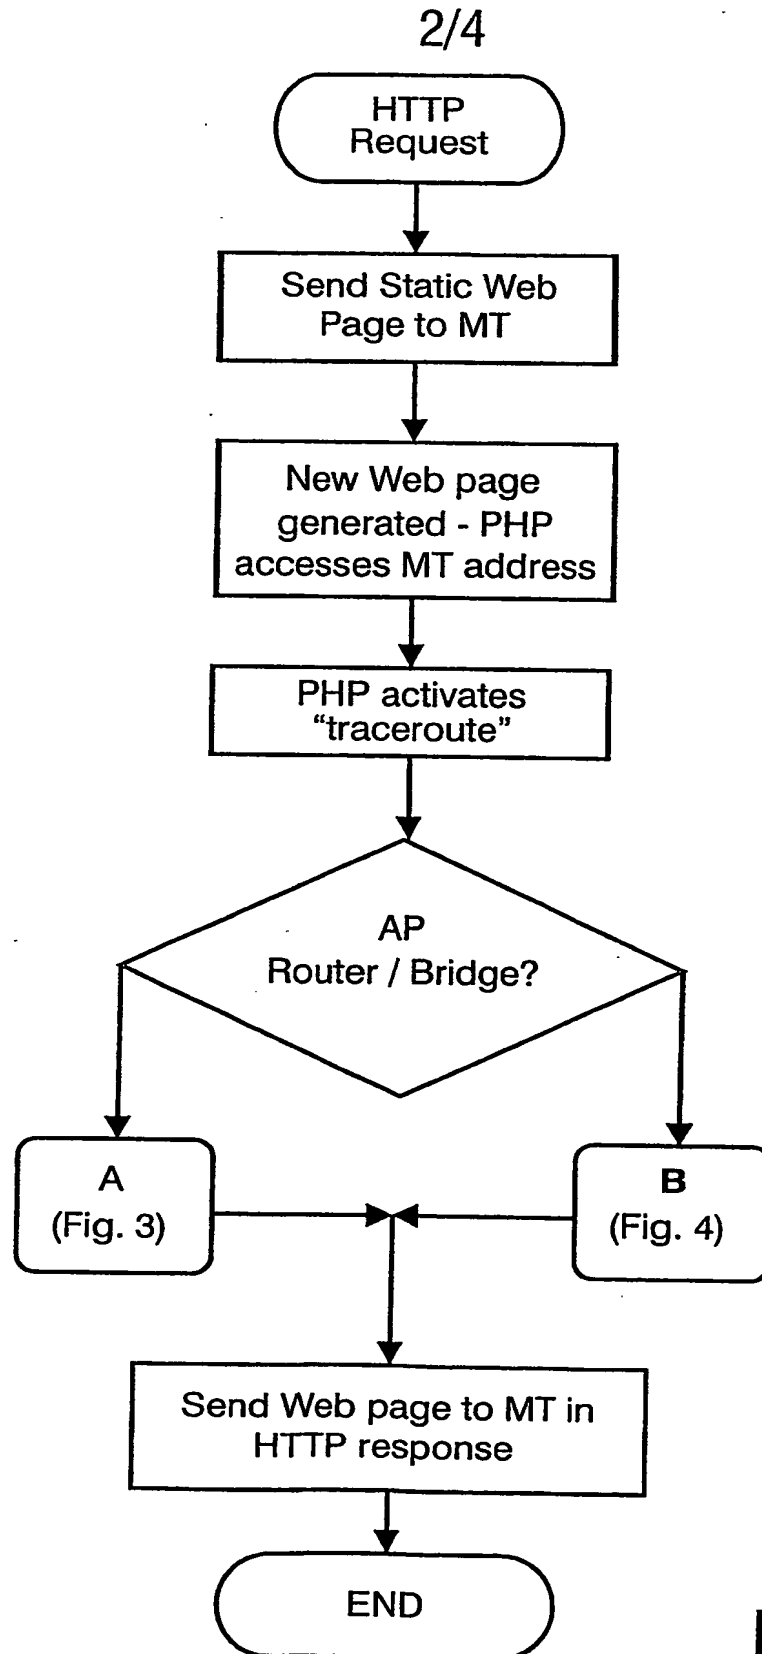 2/4
HTTP
Request
Send Static Web
Page to MT
New Web page
generated - PHP
accesses MT address
PHP activates
“traceroute”
AP
Router / Bridge?
A
(Fig. 3)
B
(Fig. 4)
Send Web page to MT in
HTTP response
END